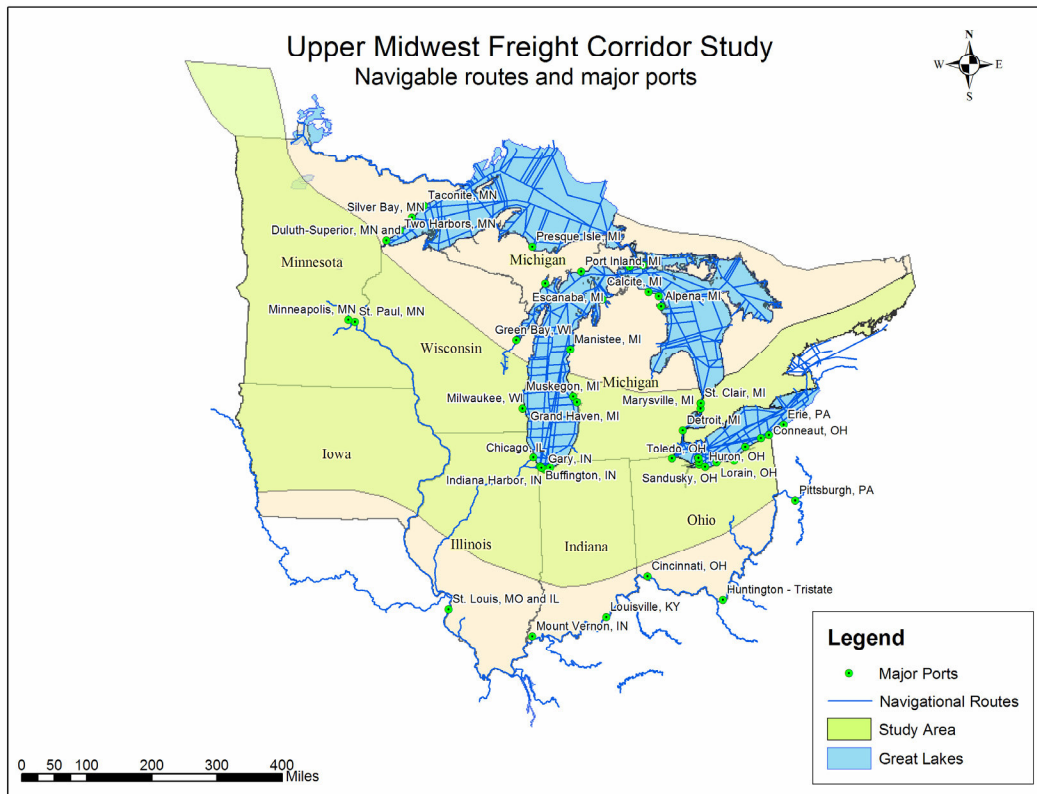 Upper Midwest Freight Corridor Study
Navigable routes and major ports
N
W
E
S
Taconite, MN
Silver Bay, MN
Two Harbors, MN
Duluth-Superior, MN and
Presque Isle, MI
Minnesota
Michigan
Port Inland, MI
Calcite, MI
Escanaba, MI
Alpena, MI
Minneapolis, MN
St. Paul, MN
Green Bay, WI
Manistee, MI
Wisconsin
Michigan
Muskegon, MI
St. Clair, MI
Milwaukee, WI
Marysville, MI
Grand Haven, MI
Erie, PA
Detroit, MI
Conneaut, OH
Chicago, IL
Toledo, OH
Gary, IN
Huron, OH
Iowa
Lorain, OH
Buffington, IN
Indiana Harbor, IN
Sandusky, OH
Pittsburgh, PA
Ohio
Illinois
Indiana
Cincinnati, OH
Huntington - Tristate
St. Louis, MO and IL
Louisville, KY
Mount Vernon, IN
Legend
Major Ports
Navigational Routes
Study Area
Great Lakes
0 50 100 200 300 400
Miles